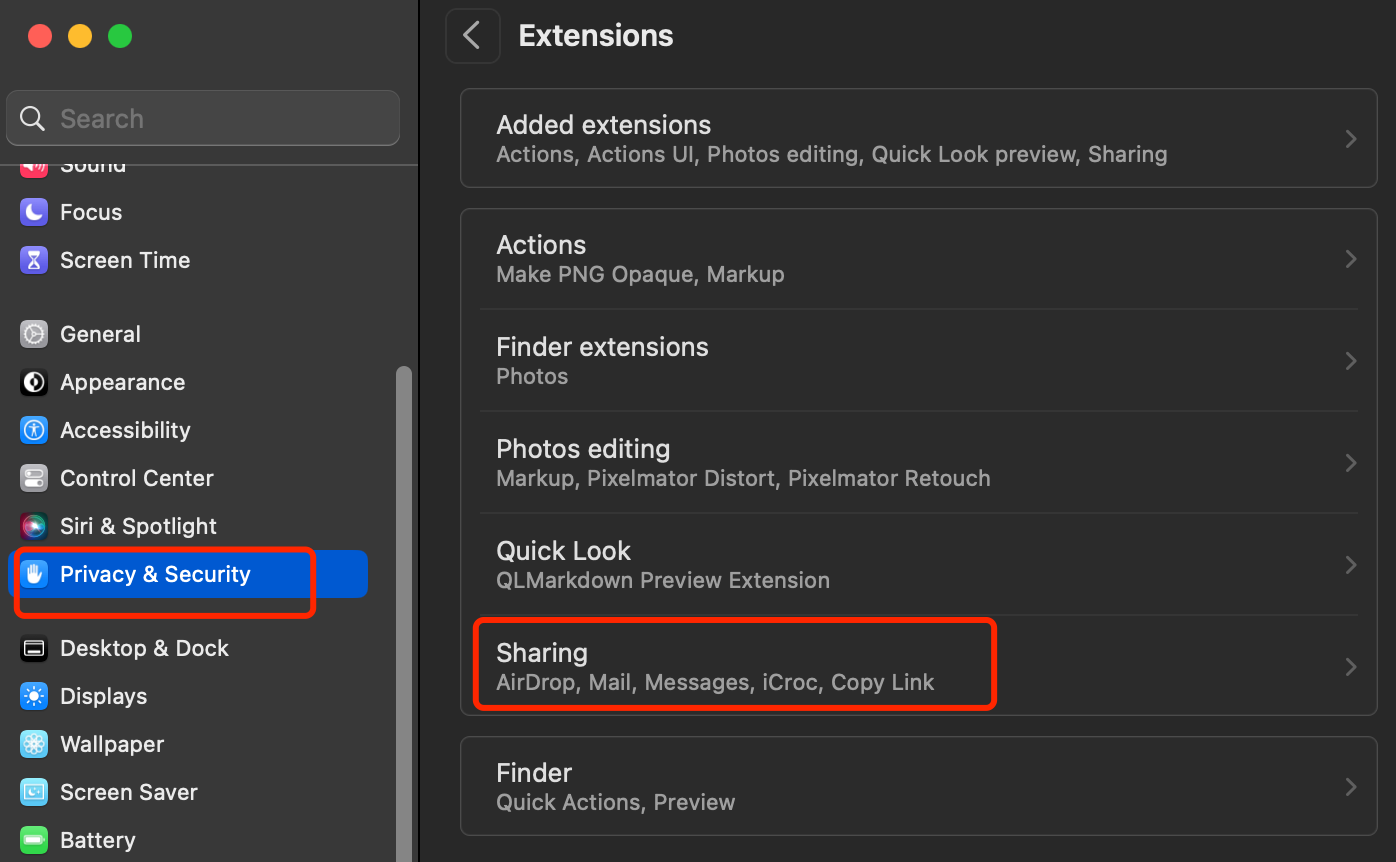 Search
Sound
Focus
Screen Time
General
Appearance
Accessibility
Control Center
Siri & Spotlight
Privacy & Security
Desktop & Dock
Displays
Wallpaper
Screen Saver
Battery
Extensions
Added extensions
Actions, Actions UI, Photos editing, Quick Look preview, Sharing
Actions
Make PNG Opaque, Markup
Finder extensions
Photos
Photos editing
Markup, Pixelmator Distort, Pixelmator Retouch
Quick Look
QLMarkdown Preview Extension
Sharing
AirDrop, Mail, Messages, iCroc, Copy Link
Finder
Quick Actions, Preview